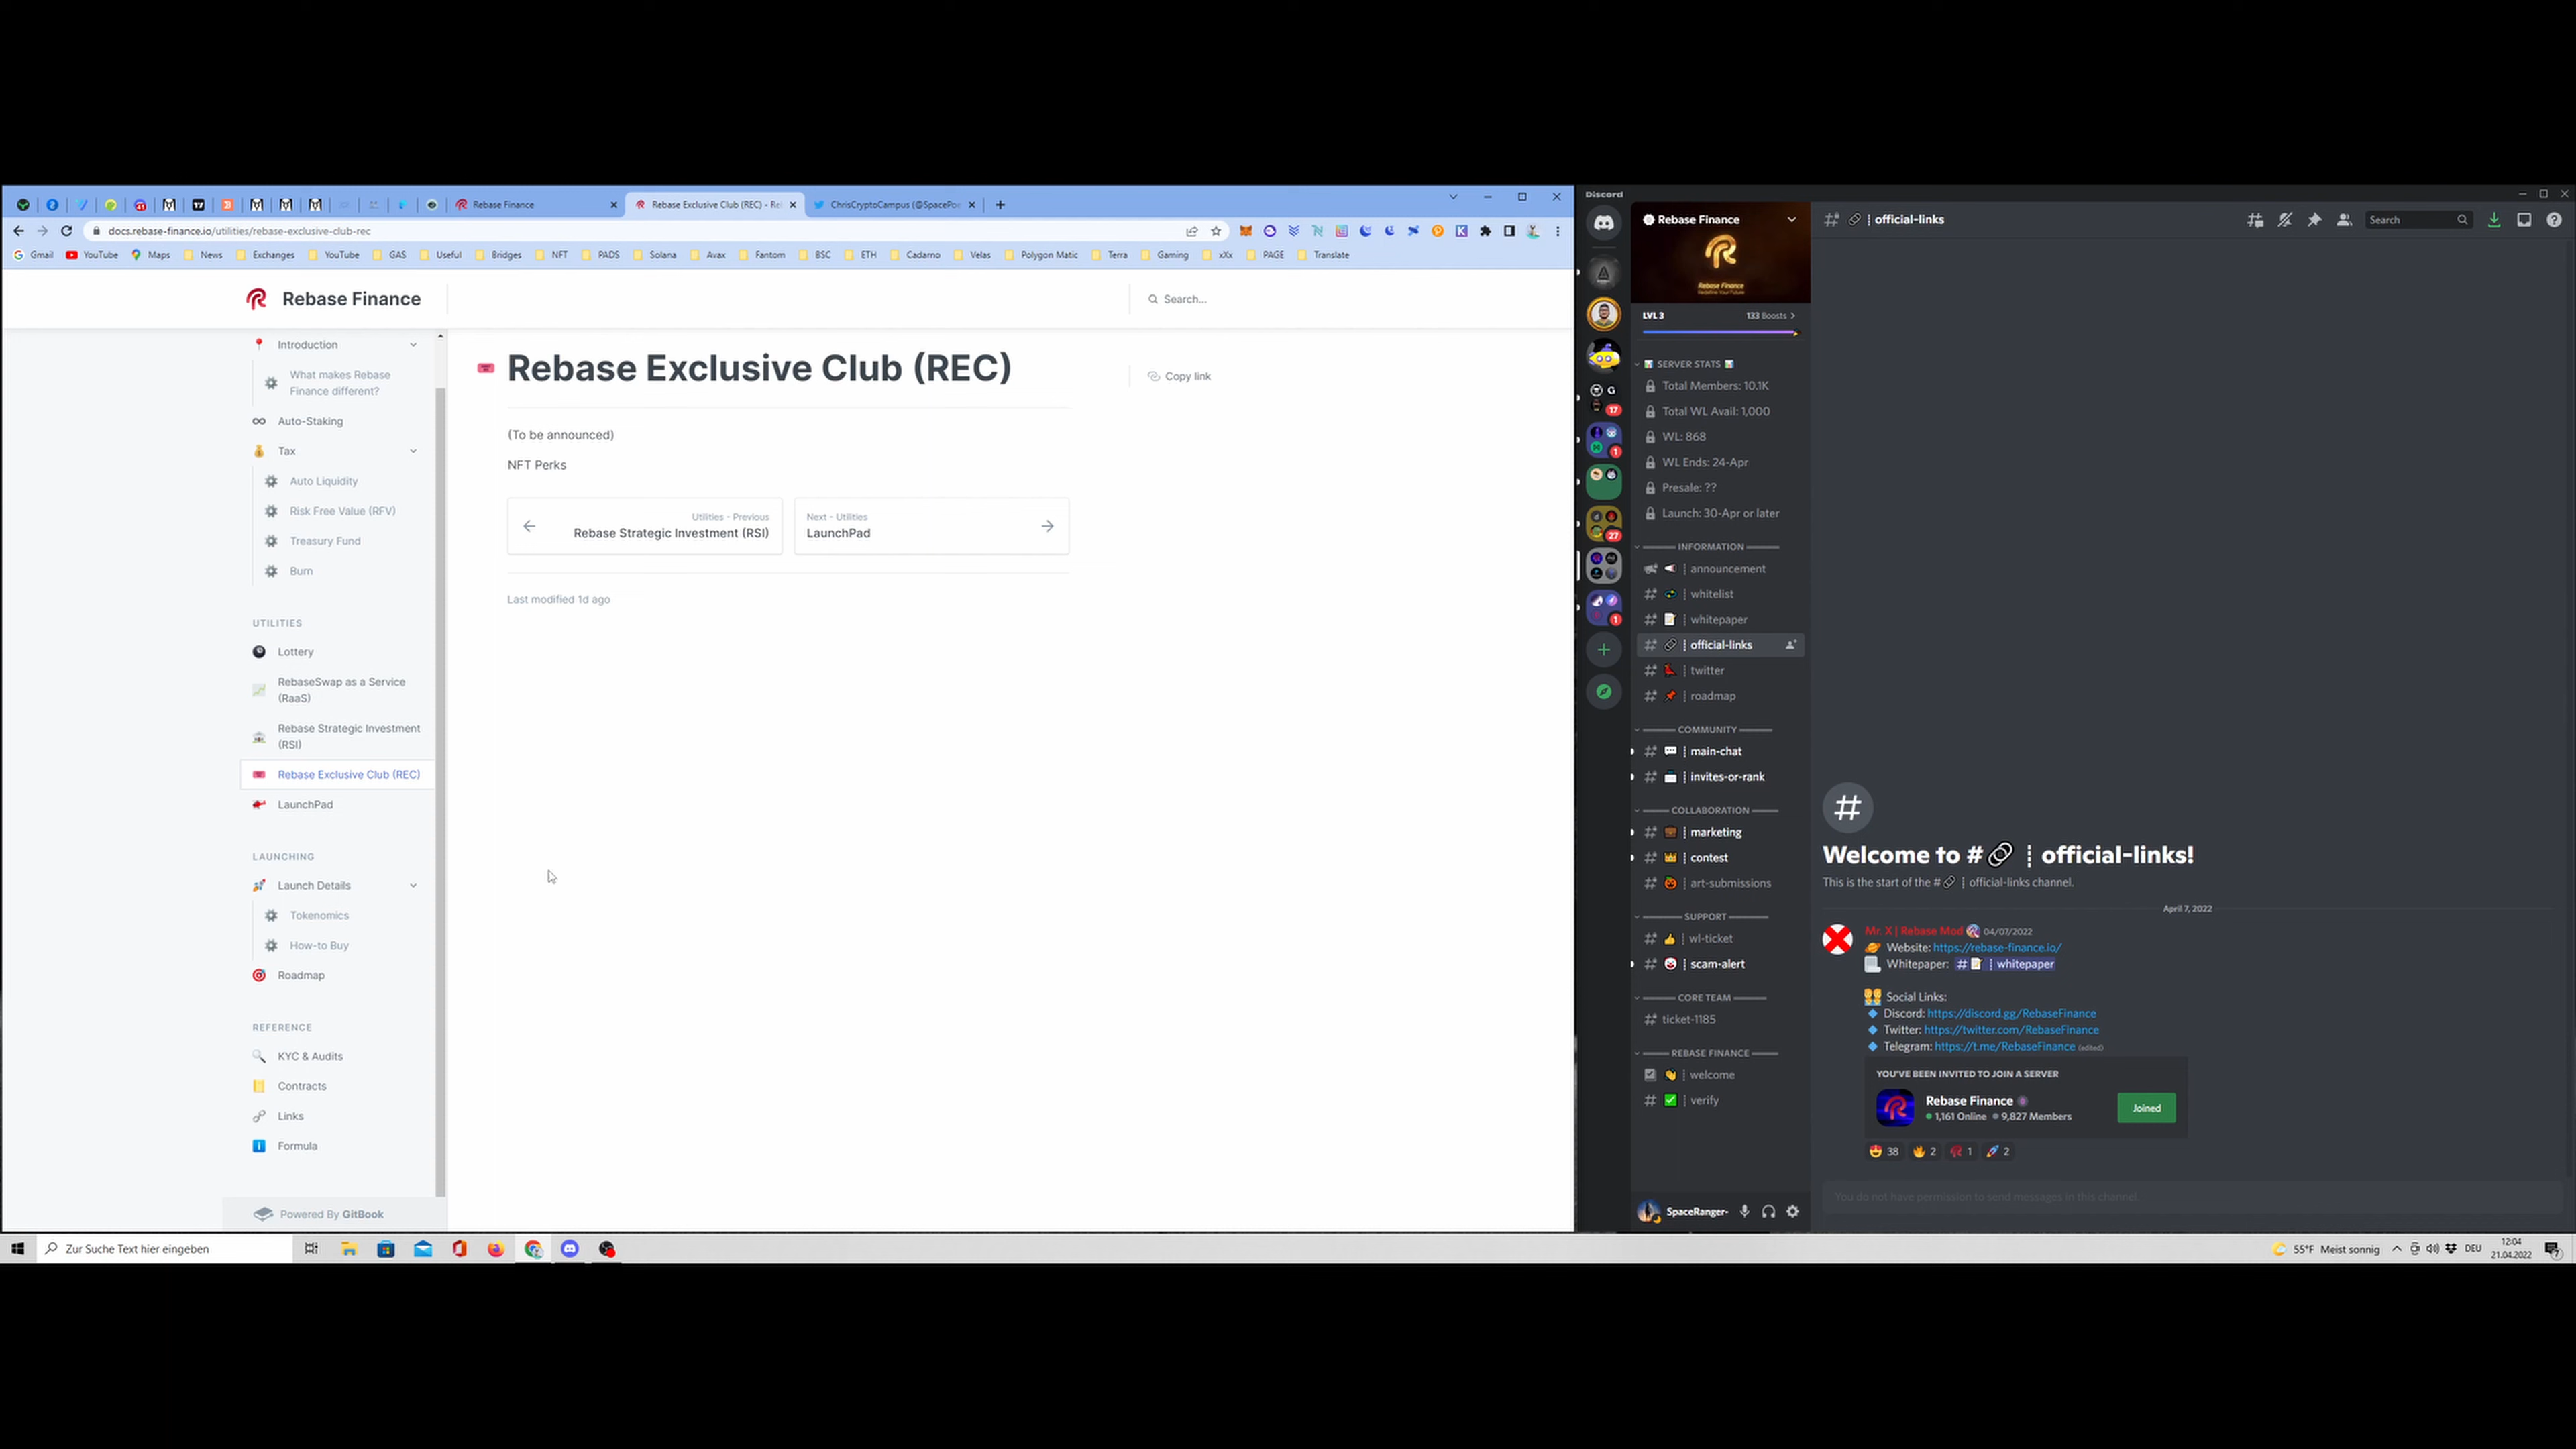 Rebase Finance
Rebase Exclusive Club (REC) - Re
ChrisCryptoCampus (@SpacePo
docs.rebase-finance.io/utilities/rebase-exclusive-club-rec
Gmail YouTube Maps News Exchanges YouTube GAS Useful Bridges NFT PADS Solana Avax Fantom BSC ETH Cadarno Velas Polygon Matic Terra Gaming xXx PAGE Translate
Rebase Finance
Search...
Introduction
What makes Rebase
Finance different?
Auto-Staking
Tax
Auto Liquidity
Risk Free Value (RFV)
Treasury Fund
Burn
UTILITIES
Lottery
RebaseSwap as a Service
(RaaS)
Rebase Strategic Investment
(RSI)
Rebase Exclusive Club (REC)
LaunchPad
LAUNCHING
Launch Details
Tokenomics
How-to Buy
Roadmap
REFERENCE
KYC & Audits
Contracts
Links
Formula
Powered By GitBook
Rebase Exclusive Club (REC)
Copy link
(To be announced)
NFT Perks
Utilities - Previous
Rebase Strategic Investment (RSI)
Next - Utilities
LaunchPad
Last modified 1d ago
Discord
Rebase Finance
Rebase Finance
LVL 3
133 Boosts
SERVER STATS
Total Members: 10.1K
Total WL Avail: 1,000
WL: 868
WL Ends: 24-Apr
Presale: ??
Launch: 30-Apr or later
INFORMATION
announcement
whitelist
whitepaper
official-links
twitter
roadmap
COMMUNITY
main-chat
invites-or-rank
COLLABORATION
marketing
contest
art-submissions
SUPPORT
wl-ticket
scam-alert
CORE TEAM
ticket-1185
REBASE FINANCE
welcome
verify
SpaceRanger-
17
1
27
1
official-links
Search
Welcome to # official-links!
This is the start of the # official-links channel.
April 7, 2022
Mr. X | Rebase Mod 04/07/2022
Website: https://rebase-finance.io/
Whitepaper: # whitepaper
Social Links:
Discord: https://discord.gg/RebaseFinance
Twitter: https://twitter.com/RebaseFinance
Telegram: https://t.me/RebaseFinance (edited)
YOU'VE BEEN INVITED TO JOIN A SERVER
Rebase Finance
1,161 Online 9,827 Members
Joined
38 2 1 2
You do not have permission to send messages in this channel
Zur Suche Text hier eingeben
55°F Meist sonnig
DEU
12:04
21.04.2022